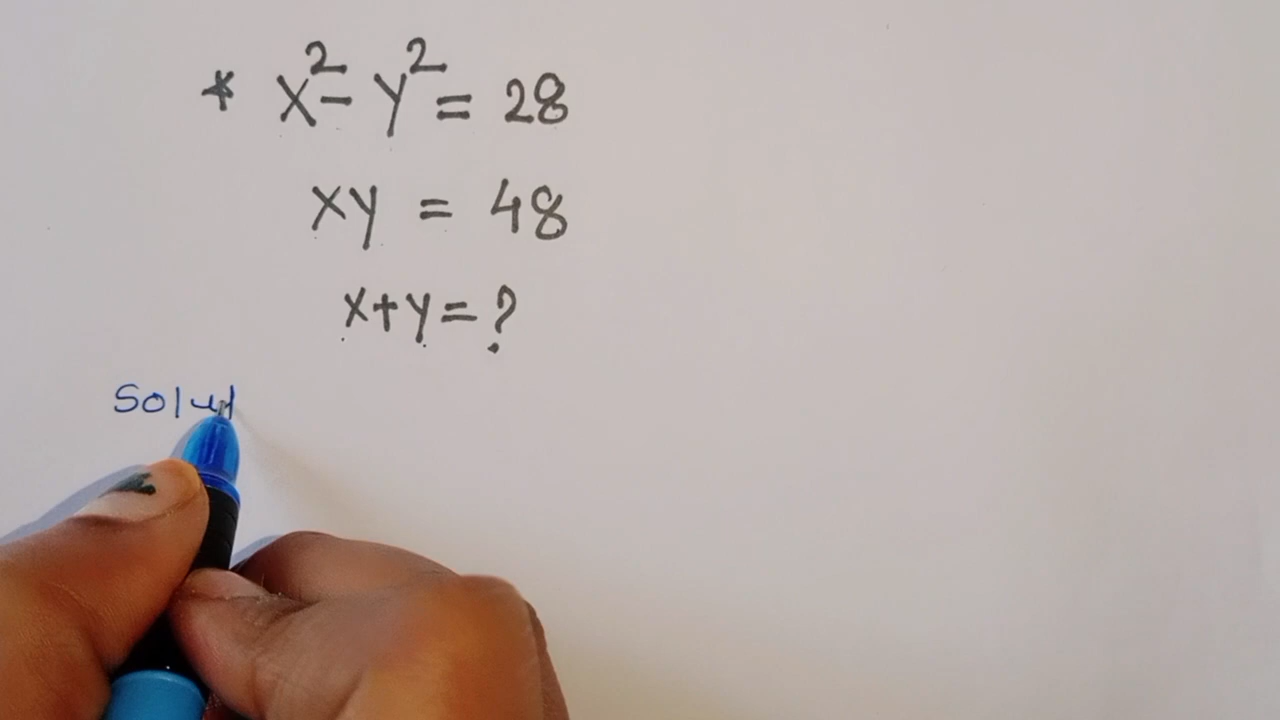 * x² - y² = 28
xy = 48
x+y = ?
Solut